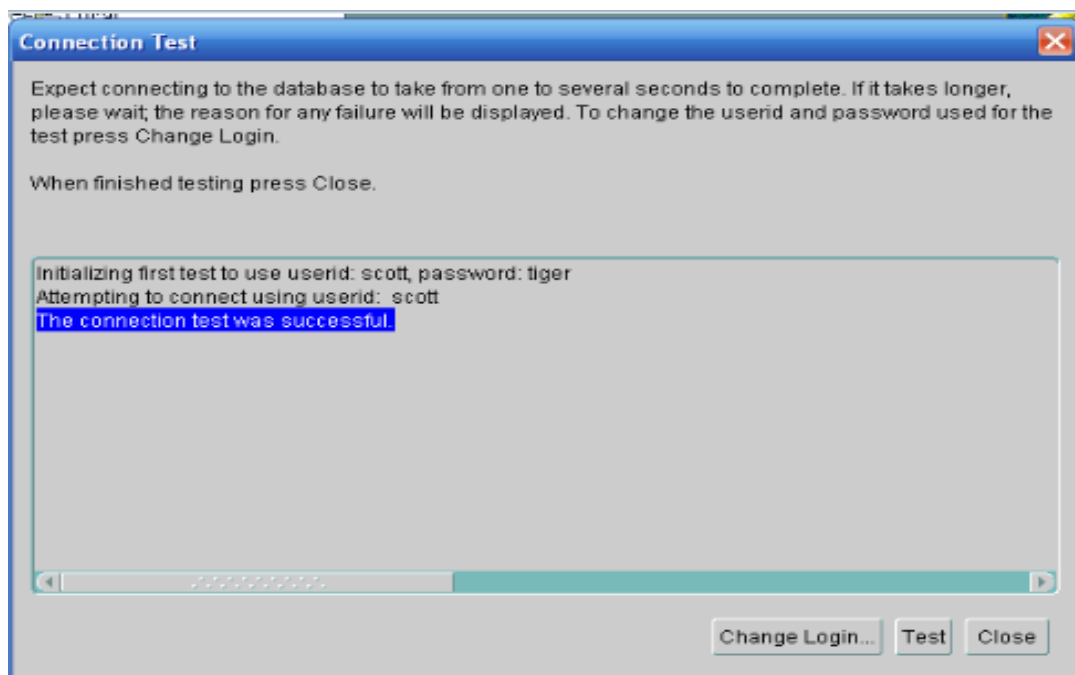 Connection Test
Expect connecting to the database to take from one to several seconds to complete. If it takes longer,
please wait; the reason for any failure will be displayed. To change the userid and password used for the
test press Change Login.
When finished testing press Close.
Initializing first test to use userid: scott, password: tiger
Attempting to connect using userid:  scott
The connection test was successful.
Change Login... Test Close